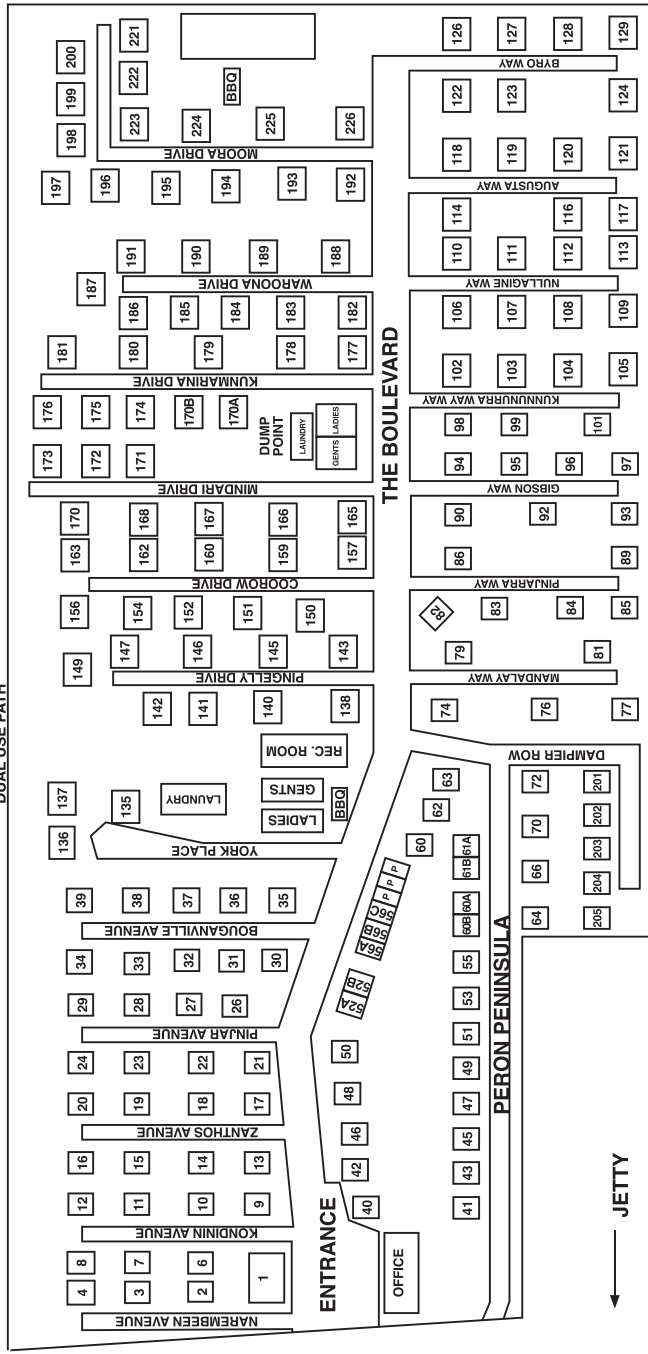 DUAL USE PATH
NAREMBEEN AVENUE
4 8
3 7
2 6
1
KONDININ AVENUE
12 16
11 15
10 14
9 13
ZANTHOS AVENUE
20 24
19 23
18 22
17 21
PINJAR AVENUE
29 34
28 33
27 32
26 31
30
BOUGANVILLE AVENUE
39
38
37
36
35
YORK PLACE
136 137
135
LAUNDRY
LADIES GENTS
BBQ
REC. ROOM
142
141
140
138
PINGELLY DRIVE
149
147
146
145
143
156
154
152
151
150
COOROW DRIVE
163 170
162 168
160 167
159 166
157 165
MINDARI DRIVE
173 176
172 175
171 174
170B
170A
DUMP
POINT
LAUNDRY
GENTS LADIES
KUNMARINA DRIVE
181
180 186
179 185
184
178 183
177 182
WAROONA DRIVE
187
191
190
189
188
197
196
195
194
193
192
MOORA DRIVE
198 199 200
223 222 221
224
BBQ
225
226
THE BOULEVARD
ENTRANCE
OFFICE
40
42
46
48
50
52A 52B
56A 56B 56C P P P
60
62
63
41 43 45 47 49 51 53 55 60B 60A 61B 61A
PERON PENINSULA
JETTY
64 66 70 72
205 204 203 202 201
DAMPIER ROW
74
76
77
MANDALAY WAY
79
81
82
83
84
85
PINJARRA WAY
86 90
92
89 93
GIBSON WAY
94 98
95 99
96
97
101
KUNNUNURRA WAY WAY
102 106
103 107
104 108
105 109
NULLAGINE WAY
110 114
111
112 116
113 117
AUGUSTA WAY
118 122
119 123
120
121 124
BYRO WAY
126
127
128
129